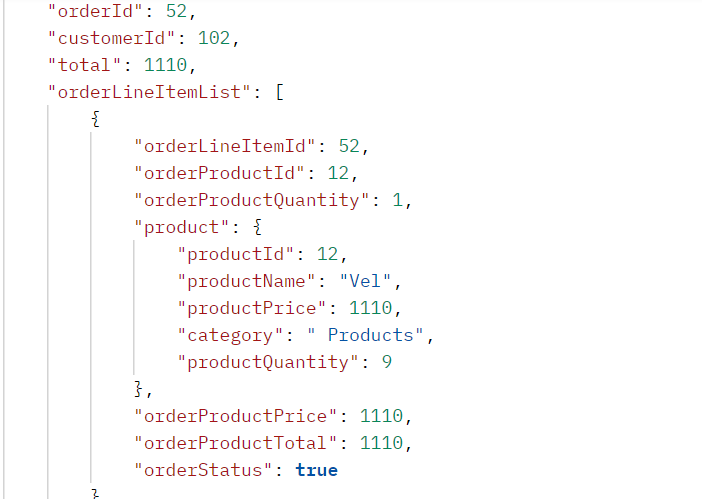 "orderId": 52,
"customerId": 102,
"total": 1110,
"orderLineItemList": [
{
"orderLineItemId": 52,
"orderProductId": 12,
"orderProductQuantity": 1,
"product": {
"productId": 12,
"productName": "Vel",
"productPrice": 1110,
"category": " Products",
"productQuantity": 9
},
"orderProductPrice": 1110,
"orderProductTotal": 1110,
"orderStatus": true
}